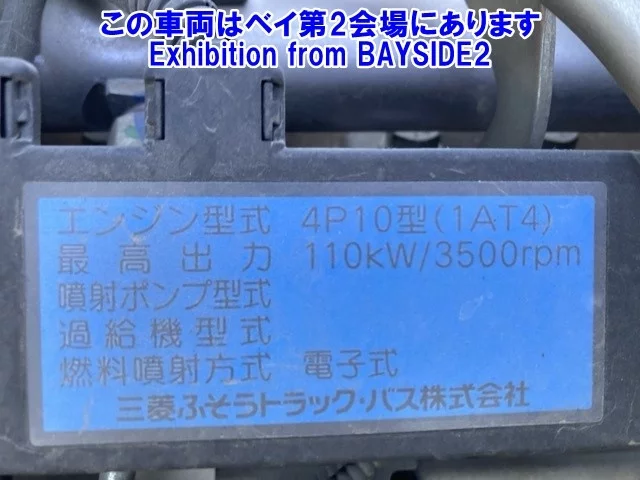 この車両はベイ第2会場にあります
Exhibition from BAYSIDE2
エンジン型式 4P10型(1AT4)
最高出力 110kW/3500rpm
噴射ポンプ型式
過給機型式
燃料噴射方式 電子式
三菱ふそうトラック・バス株式会社